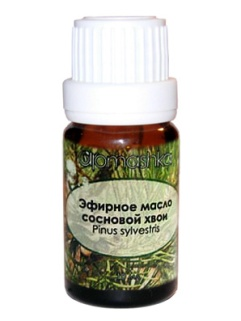 Aromashka
Эфирное масло
сосновой хвои
Pinus sylvestris